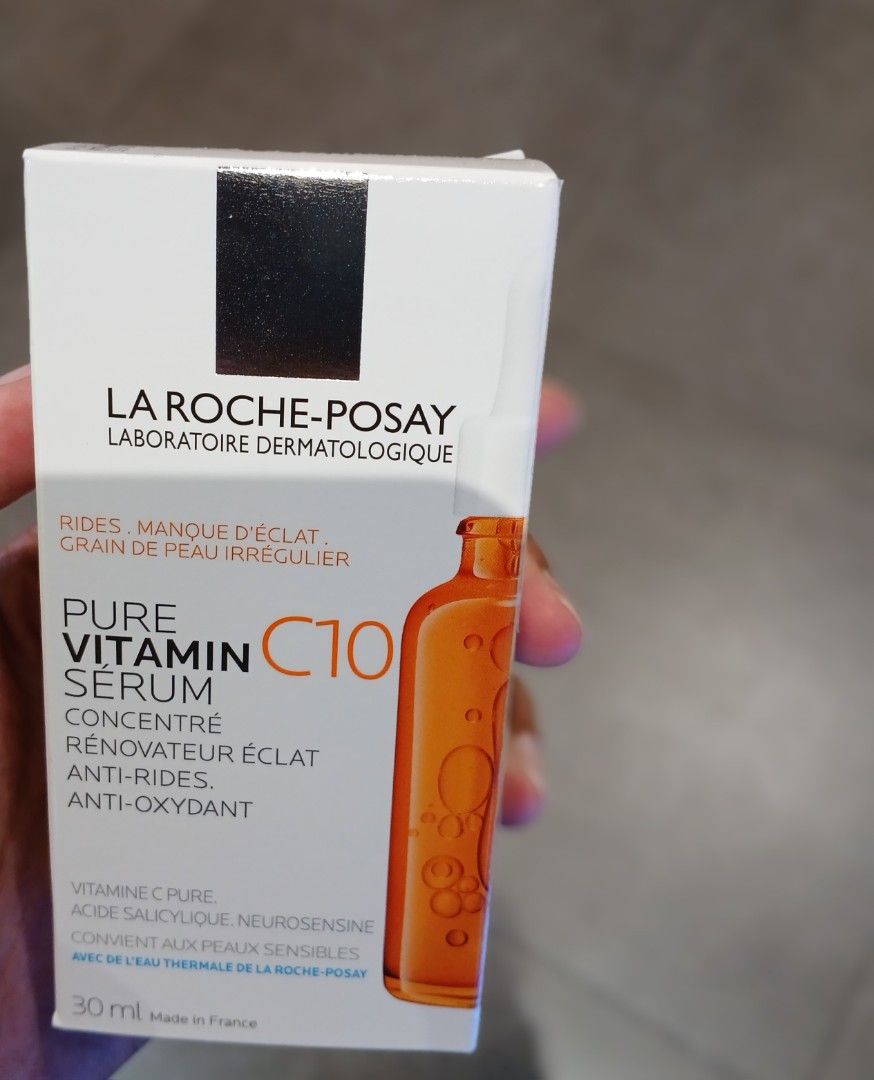 LA ROCHE-POSAY
LABORATOIRE DERMATOLOGIQUE
RIDES . MANQUE D'ÉCLAT .
GRAIN DE PEAU IRRÉGULIER
PURE
VITAMIN C10
SÉRUM
CONCENTRÉ
RÉNOVATEUR ÉCLAT
ANTI-RIDES.
ANTI-OXYDANT
VITAMINE C PURE.
ACIDE SALICYLIQUE. NEUROSENSINE
CONVIENT AUX PEAUX SENSIBLES
AVEC DE L'EAU THERMALE DE LA ROCHE-POSAY
30 ml Made in France